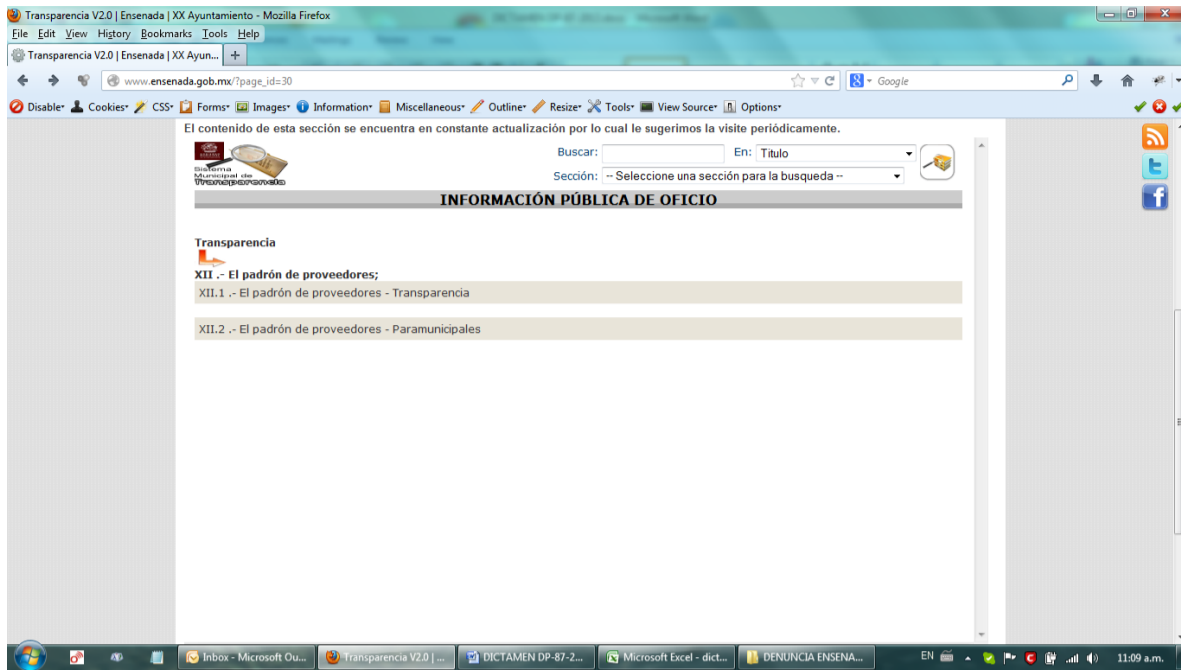 Transparencia V2.0 | Ensenada | XX Ayuntamiento - Mozilla Firefox
File Edit View History Bookmarks Tools Help
Transparencia V2.0 | Ensenada | XX Ayun... +
www.ensenada.gob.mx/?page_id=30 Google
Disable Cookies CSS Forms Images Information Miscellaneous Outline Resize Tools View Source Options
El contenido de esta sección se encuentra en constante actualización por lo cual le sugerimos la visite periódicamente.
Sistema
Municipal de
Transparencia
Buscar: En: Titulo
Sección: -- Seleccione una sección para la busqueda --
INFORMACIÓN PÚBLICA DE OFICIO
Transparencia
XII .- El padrón de proveedores;
XII.1 .- El padrón de proveedores - Transparencia
XII.2 .- El padrón de proveedores - Paramunicipales
Inbox - Microsoft Ou... Transparencia V2.0 | ... DICTAMEN DP-87-2... Microsoft Excel - dict... DENUNCIA ENSENA... EN 11:09 a.m.